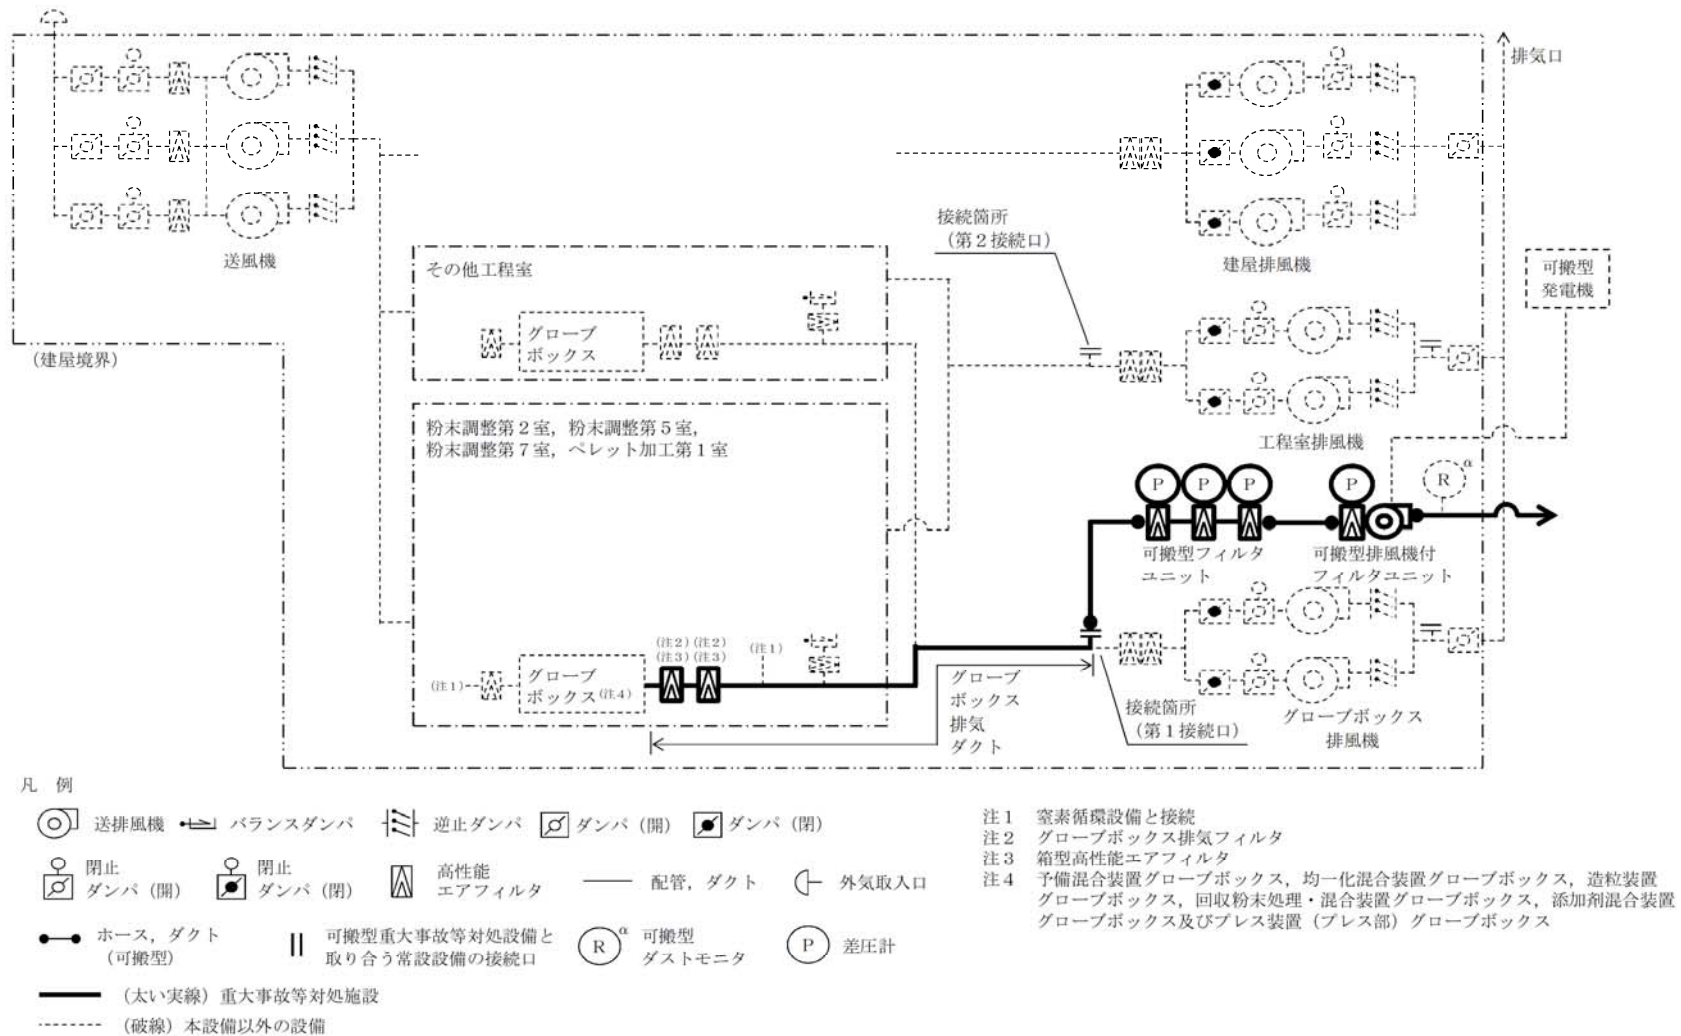 排気口
送風機
建屋排風機
接続箇所
（第２接続口）
可搬型
発電機
その他工程室
グローブ
ボックス
（建屋境界）
工程室排風機
粉末調整第２室，粉末調整第５室，
粉末調整第７室，ペレット加工第１室
P
P
P
P
R
α
可搬型フィルタ
ユニット
可搬型排風機付
フィルタユニット
（注2）（注2）
（注3）（注3）
（注1）
（注1）
グローブ
ボックス（注4）
グローブ
ボックス
排気
ダクト
接続箇所
（第１接続口）
グローブボックス
排風機
凡　例
送排風機
バランスダンパ
逆止ダンパ
ダンパ（開）
ダンパ（閉）
閉止
ダンパ（開）
閉止
ダンパ（閉）
高性能
エアフィルタ
配管，ダクト
外気取入口
ホース，ダクト
（可搬型）
可搬型重大事故等対処設備と
取り合う常設設備の接続口
R
α
可搬型
ダストモニタ
P
差圧計
（太い実線）重大事故等対処施設
（破線）本設備以外の設備
注１　窒素循環設備と接続
注２　グローブボックス排気フィルタ
注３　箱型高性能エアフィルタ
注４　予備混合装置グローブボックス，均一化混合装置グローブボックス，造粒装置
グローブボックス，回収粉末処理・混合装置グローブボックス，添加剤混合装置
グローブボックス及びプレス装置（プレス部）グローブボックス